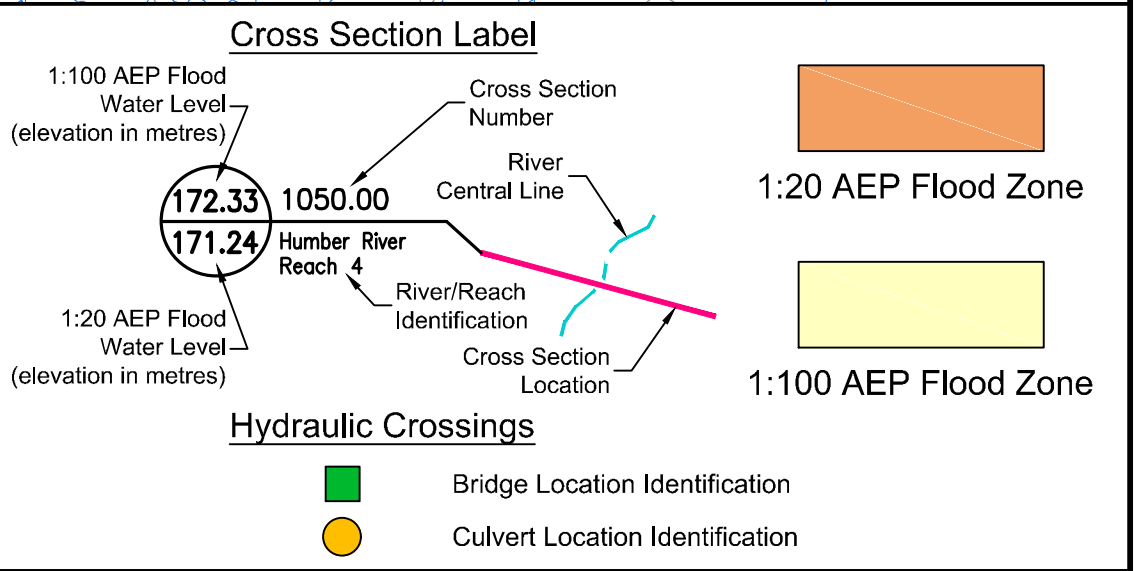 Cross Section Label
1:100 AEP Flood
Water Level
(elevation in metres)
Cross Section
Number
River
Central Line
172.33
1050.00
171.24
Humber River
Reach 4
River/Reach
Identification
1:20 AEP Flood
Water Level
(elevation in metres)
Cross Section
Location
1:20 AEP Flood Zone
1:100 AEP Flood Zone
Hydraulic Crossings
Bridge Location Identification
Culvert Location Identification